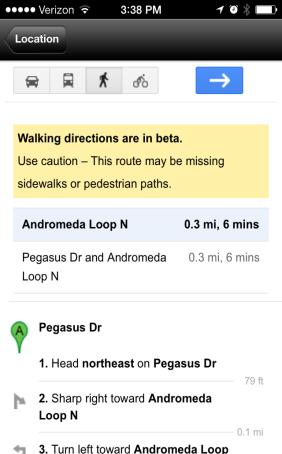 Verizon 3:38 PM
Location
Walking directions are in beta.
Use caution – This route may be missing
sidewalks or pedestrian paths.
Andromeda Loop N 0.3 mi, 6 mins
Pegasus Dr and Andromeda 0.3 mi, 6 mins
Loop N
A Pegasus Dr
1. Head northeast on Pegasus Dr
79 ft
2. Sharp right toward Andromeda
Loop N
0.1 mi
3. Turn left toward Andromeda Loop